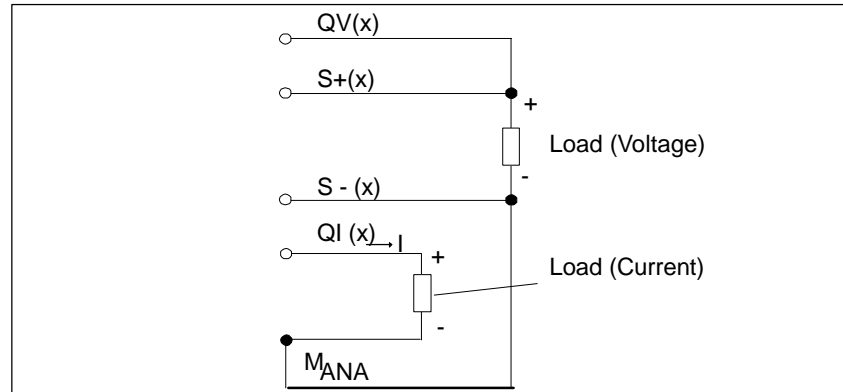 QV(x)
S+(x)
+
Load (Voltage)
-
S - (x)
QI (x) I
+
Load (Current)
-
MANA